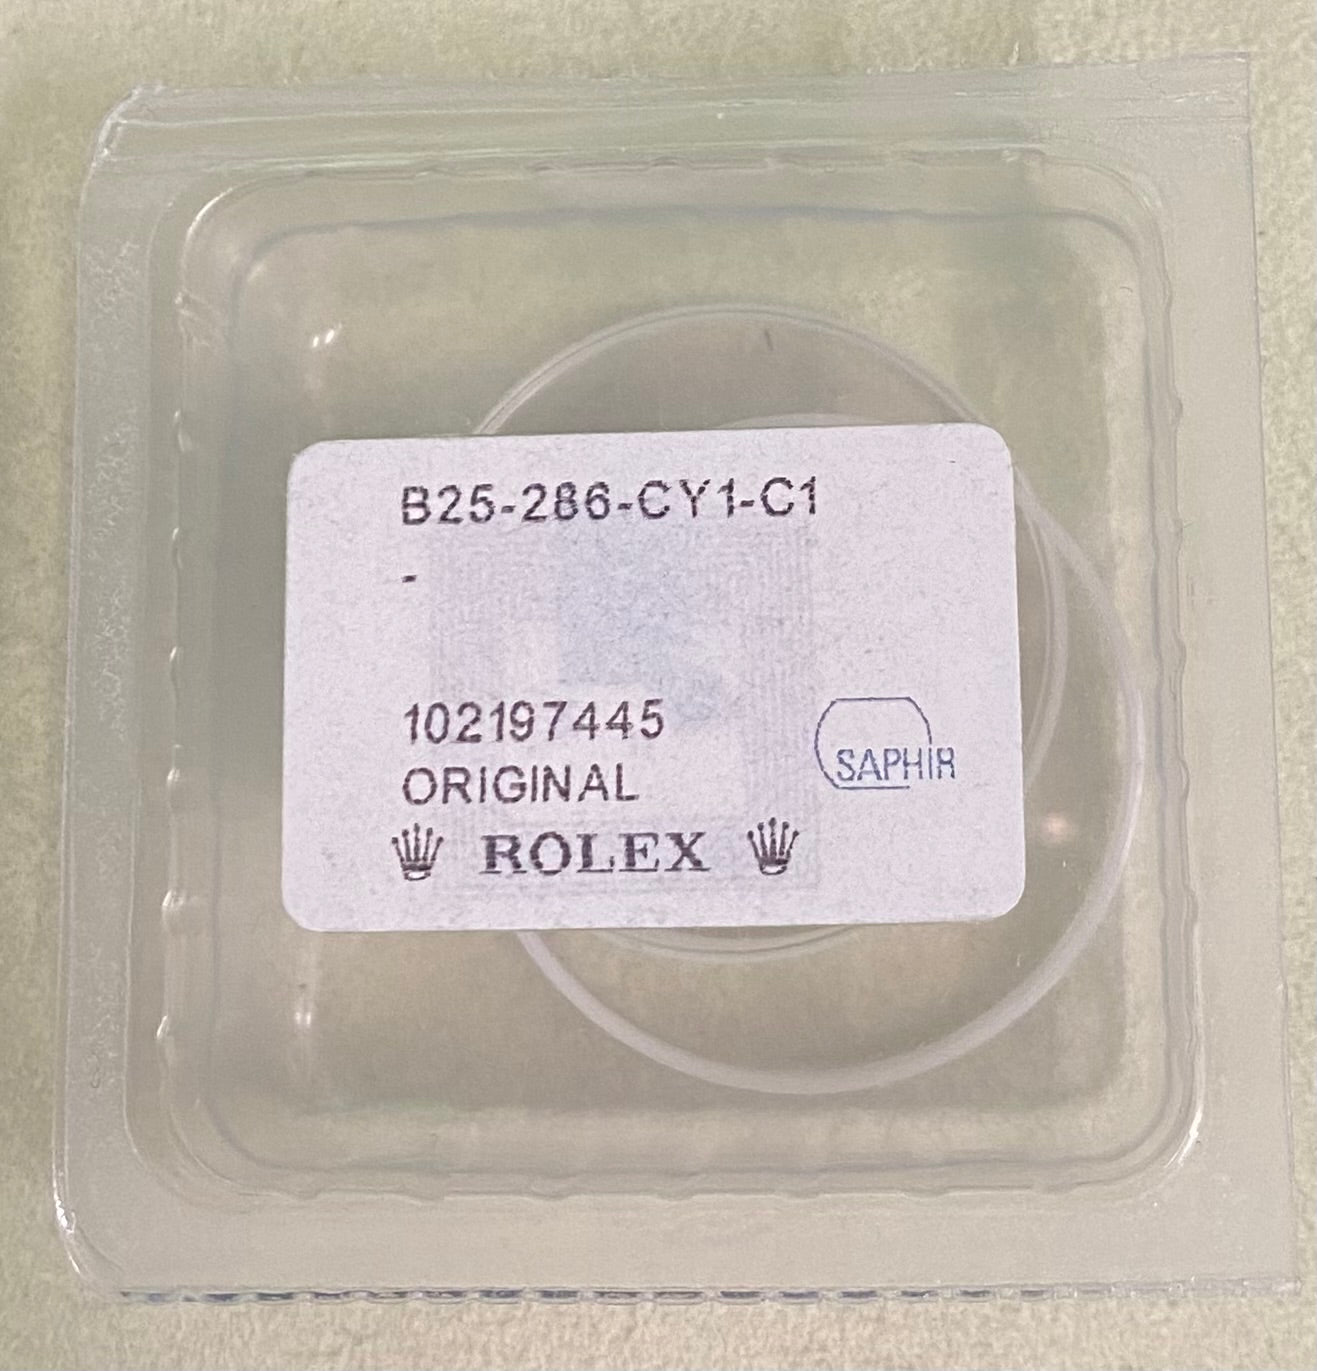 B25-286-CY1-C1
-
102197445
ORIGINAL
SAPHIR
ROLEX